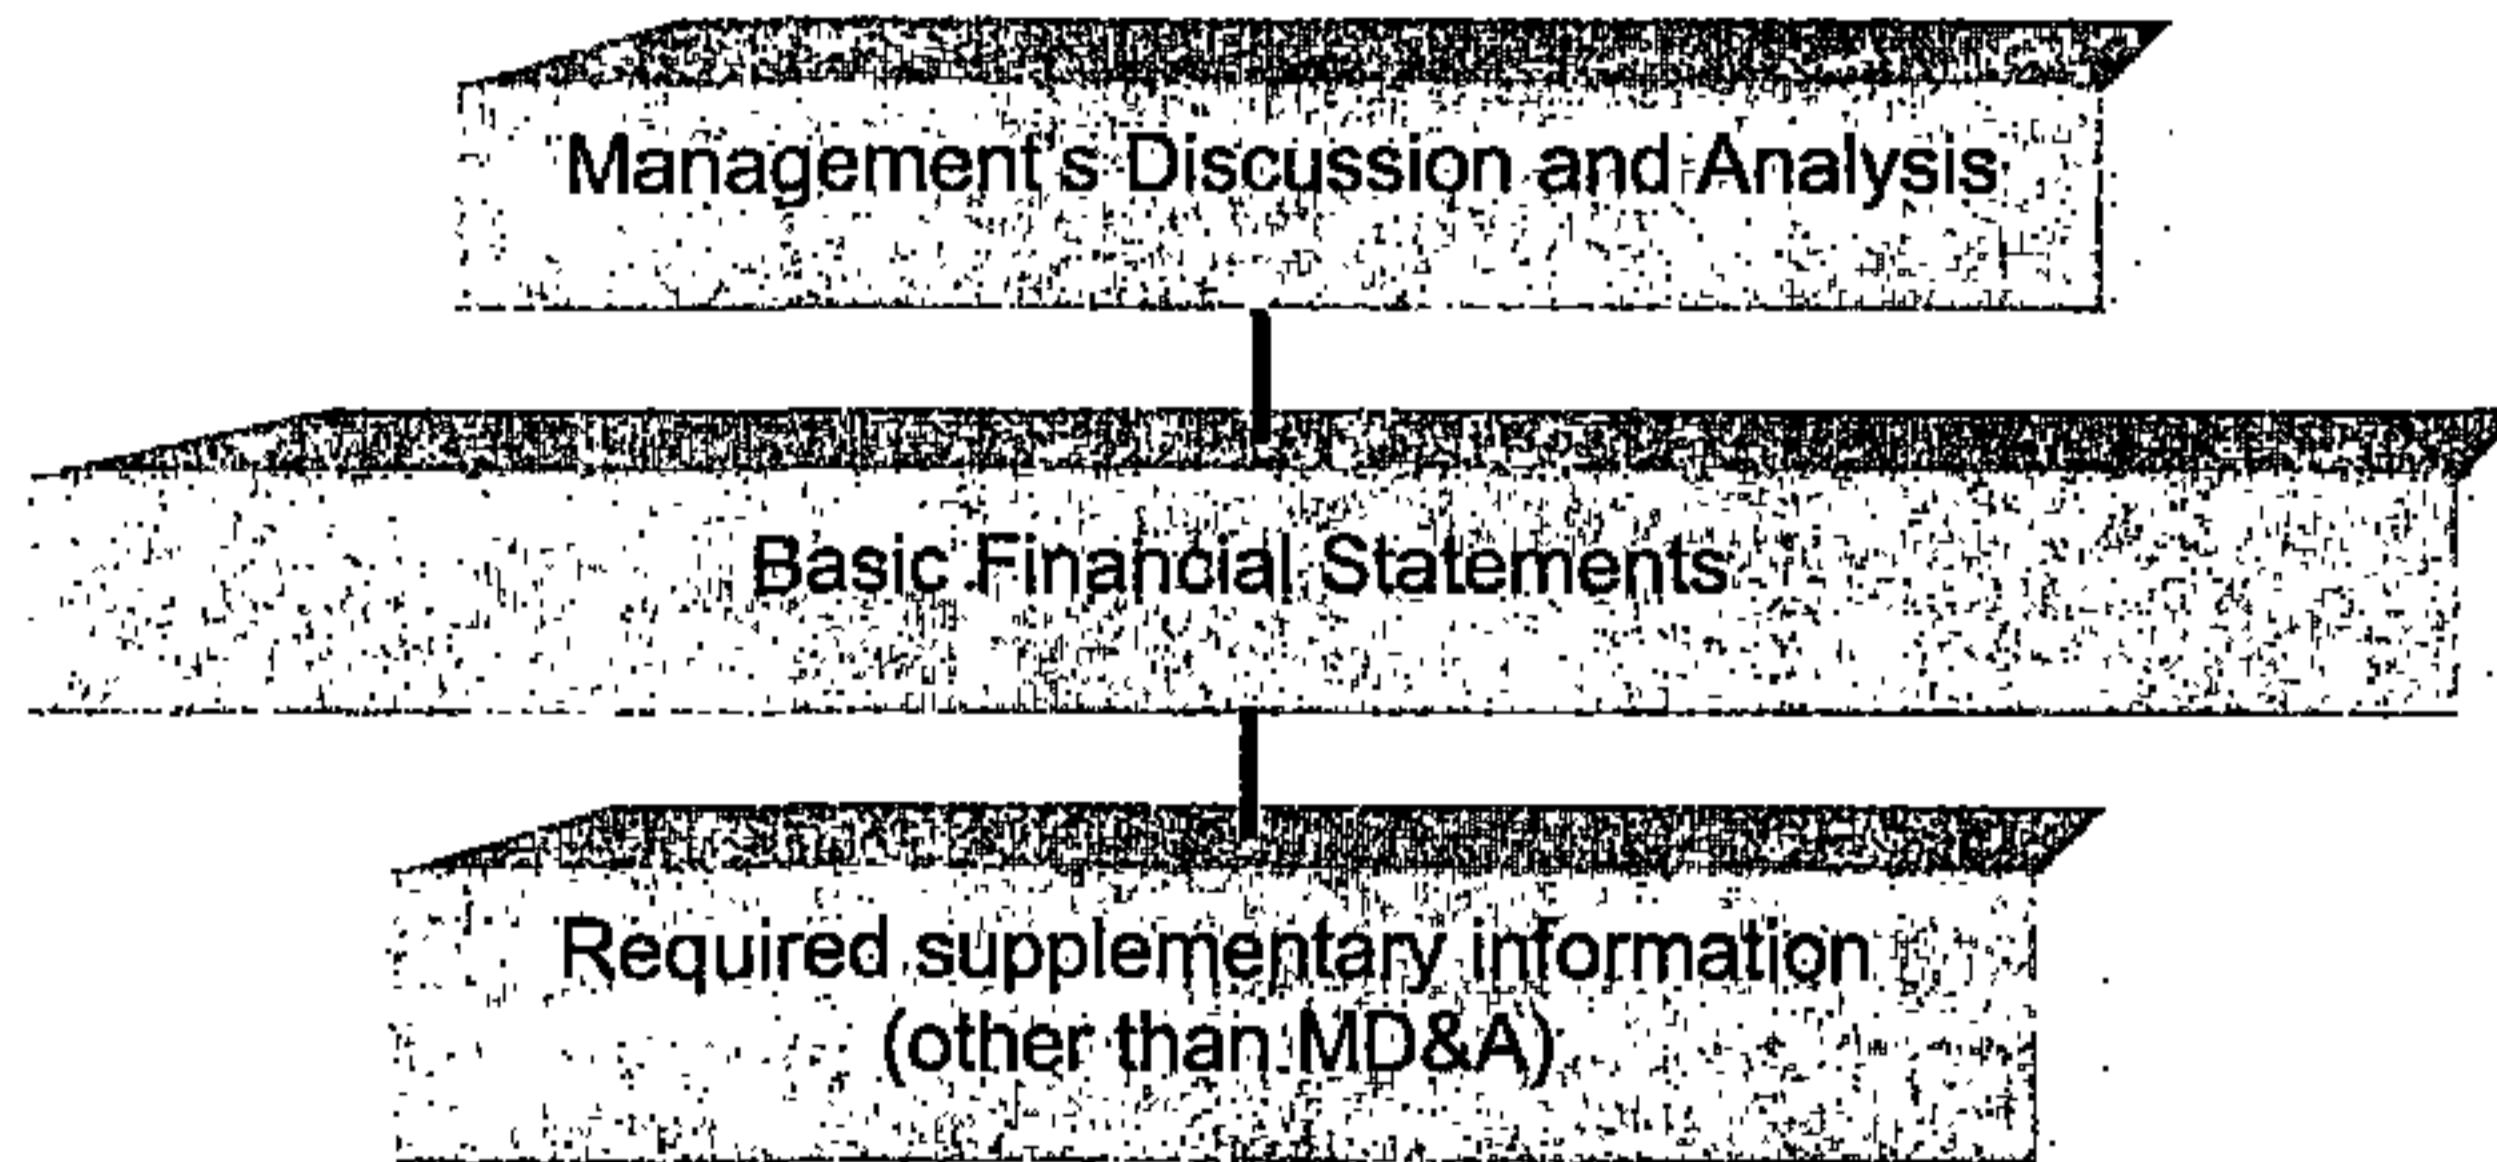 Management's Discussion and Analysis
Basic Financial Statements
Required supplementary information
(other than MD&A)